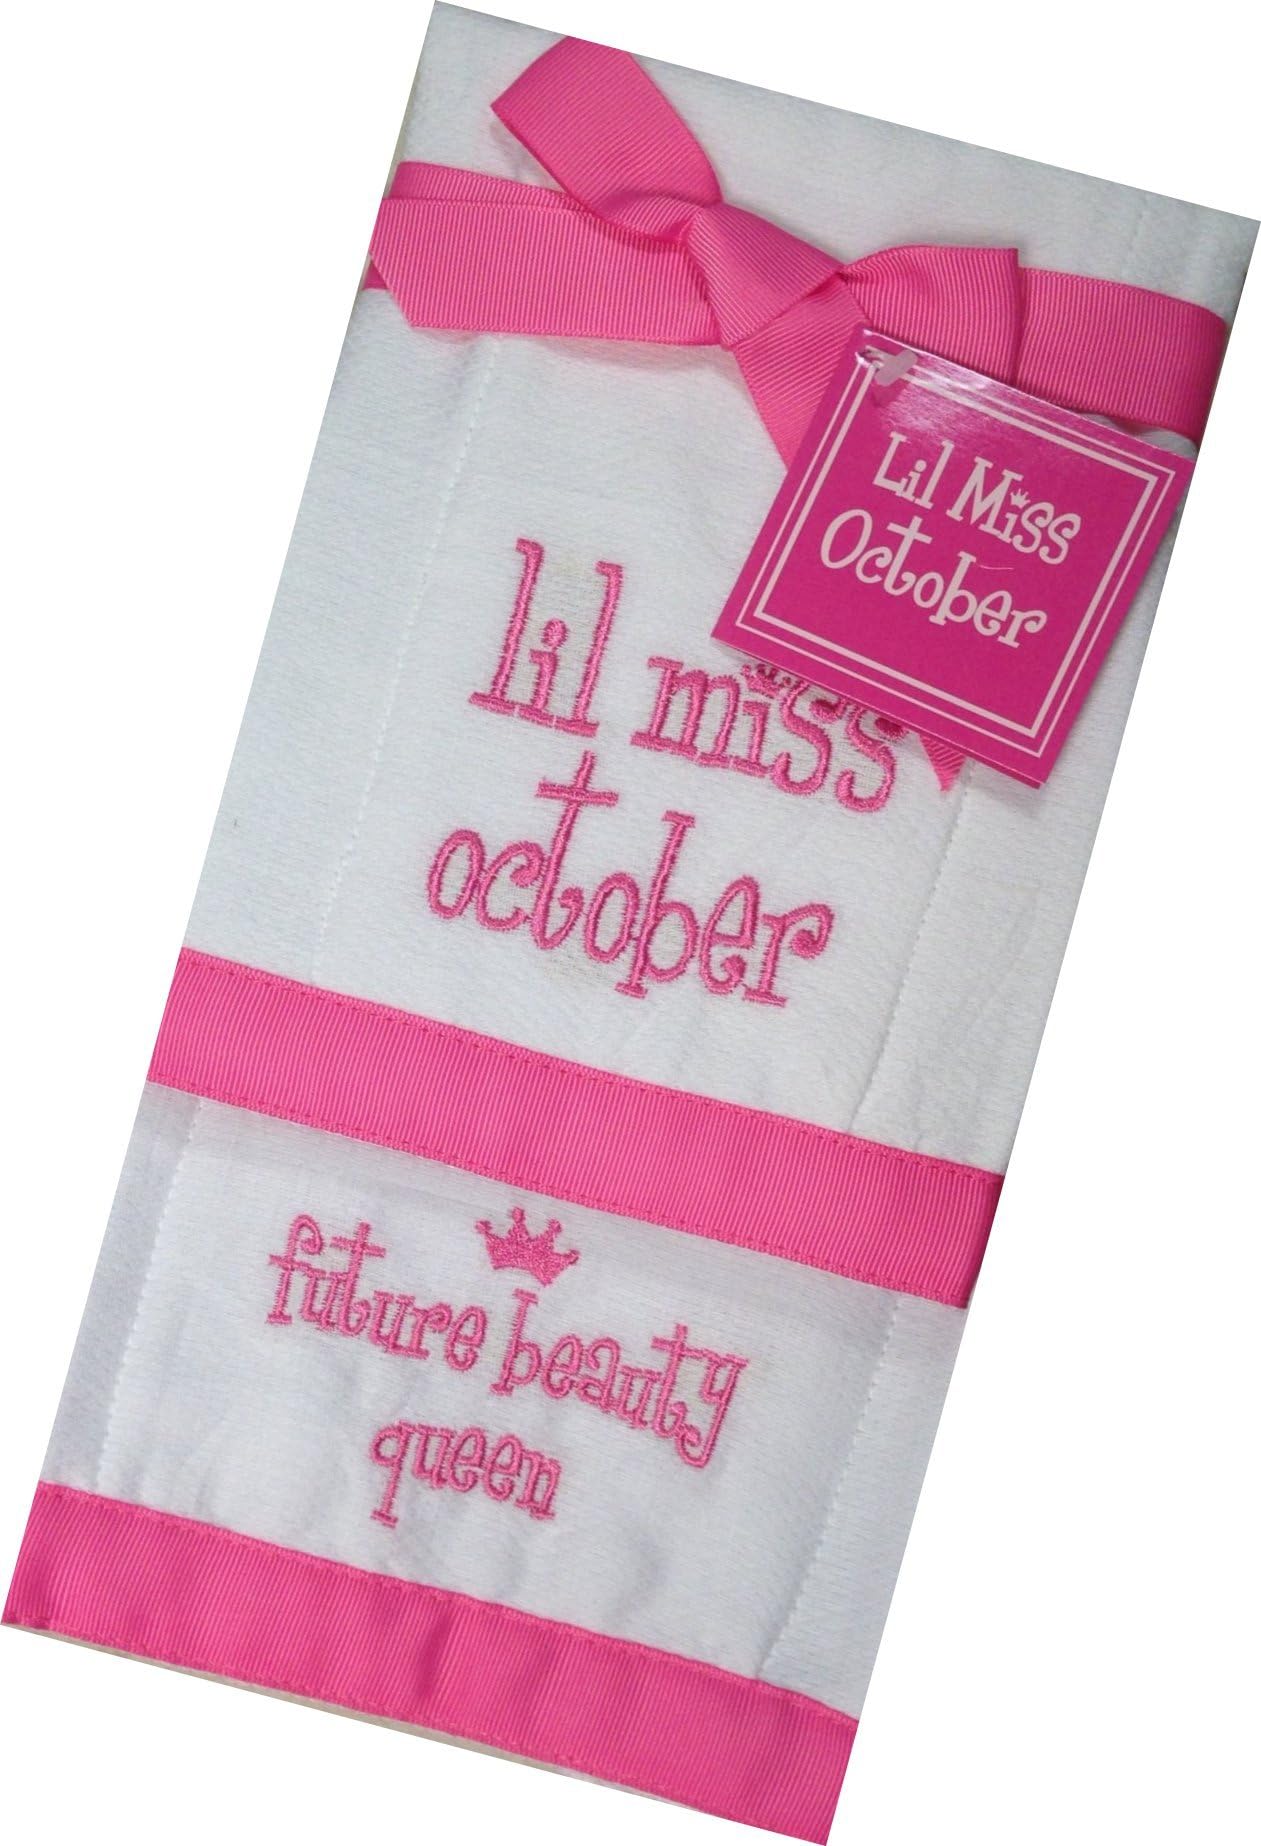 Lil Miss
October
lil miss
october
future beauty
queen